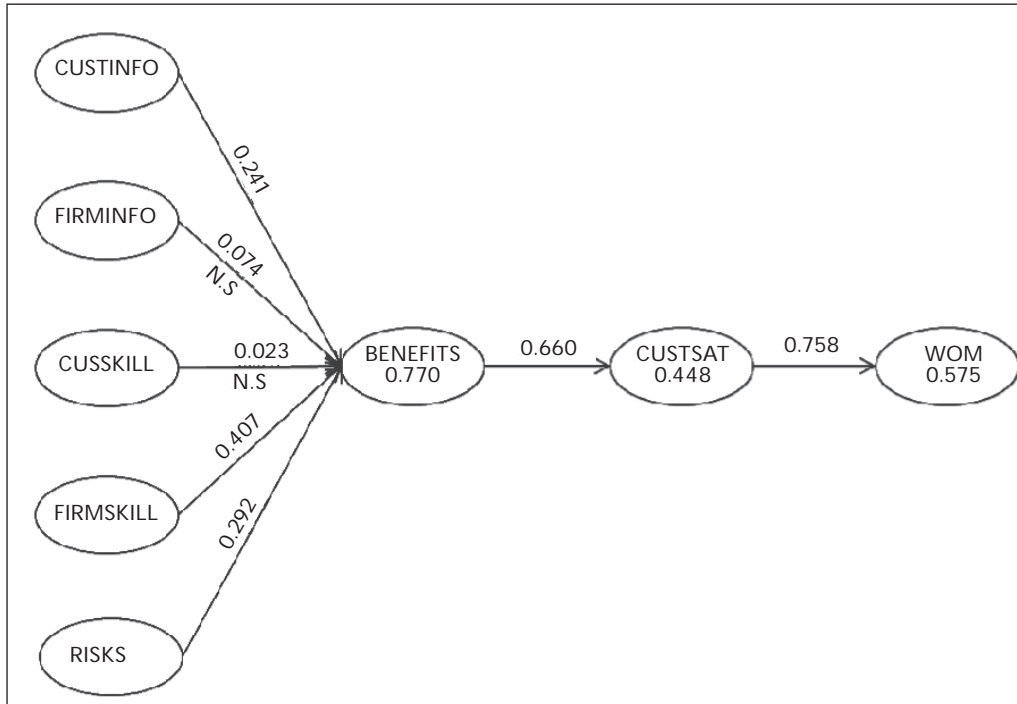 CUSTINFO
0.241
FIRMINFO
0.074
N.S
CUSSKILL
0.023
N.S
BENEFITS
0.770
0.660
CUSTSAT
0.448
0.758
WOM
0.575
FIRMSKILL
0.407
RISKS
0.292